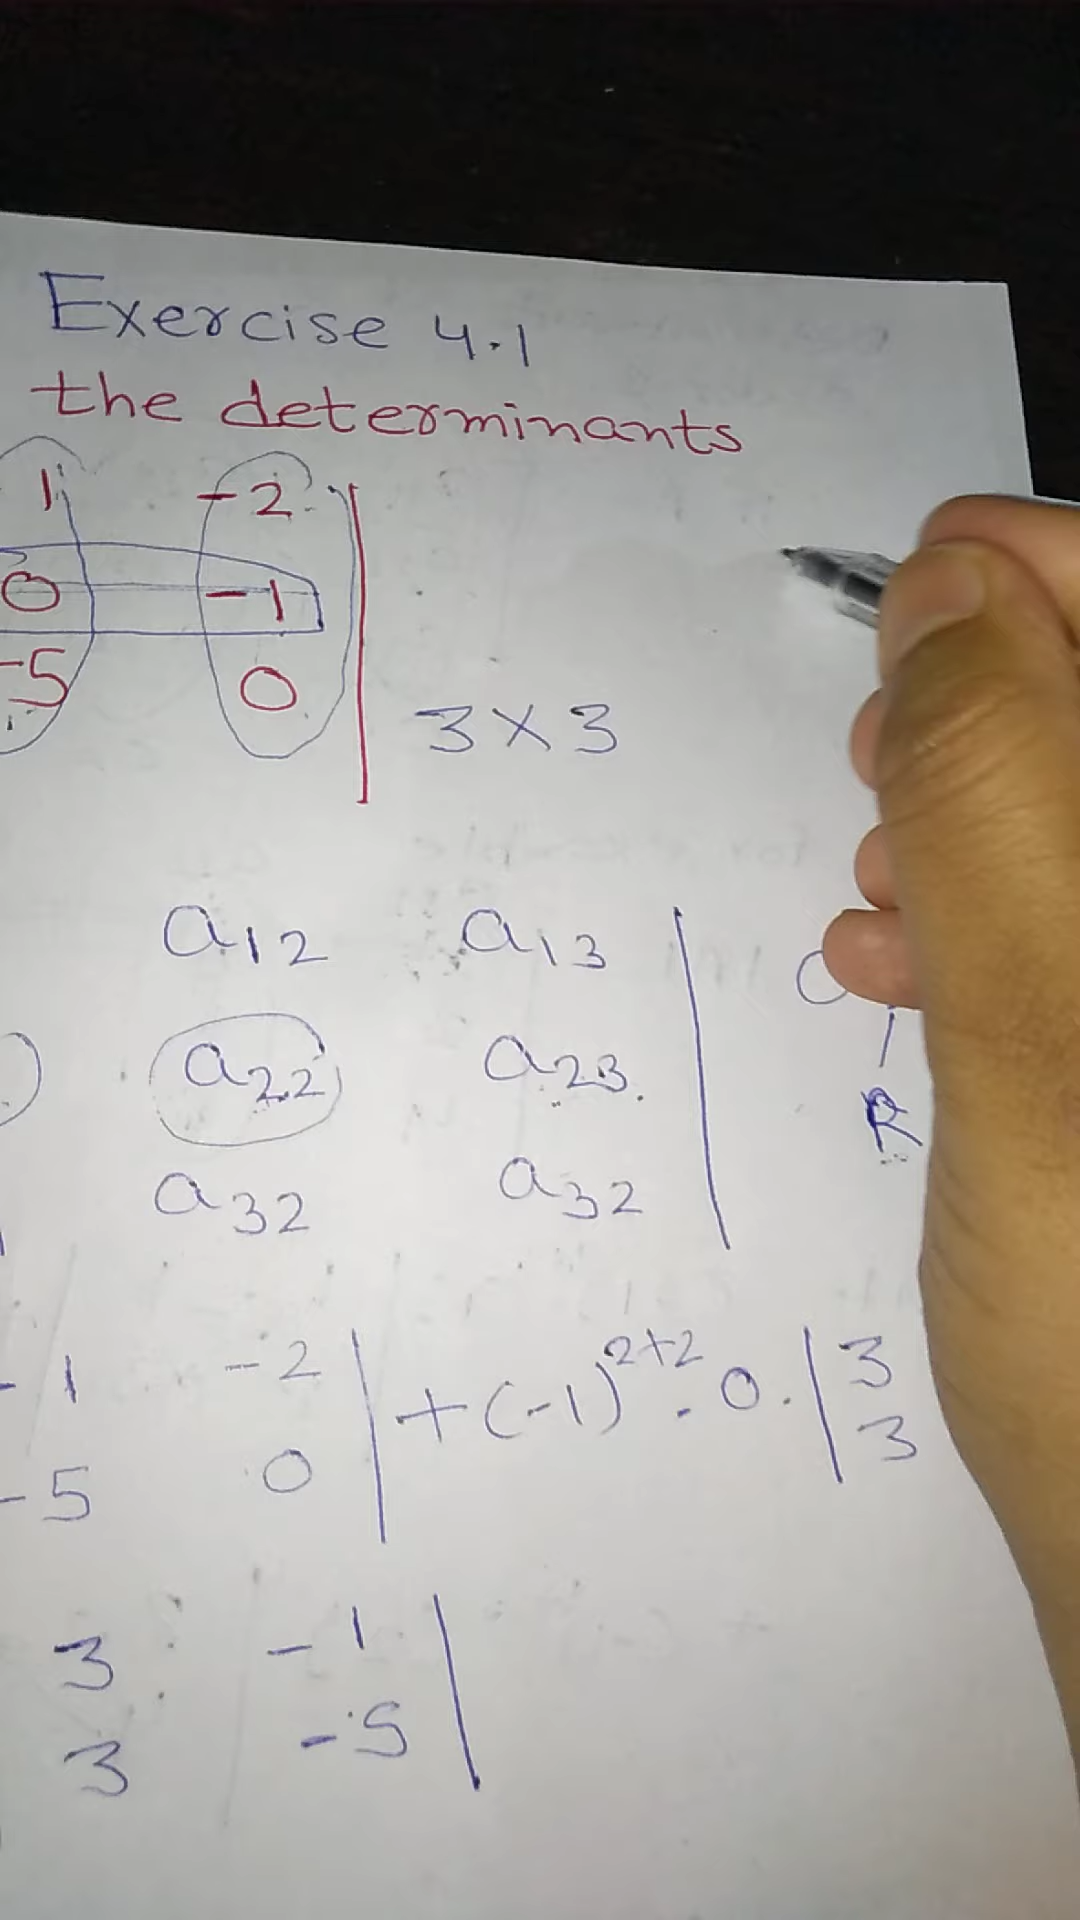 Exercise 4.1
the determinants
1 -2
0 -1
-5 0
3×3
a12 a13
a22 a23
a32 a32
R
-1 -2 | +(-1)^2+2 . 0 . | 3
-5 0 | 3
3 -1
3 -5